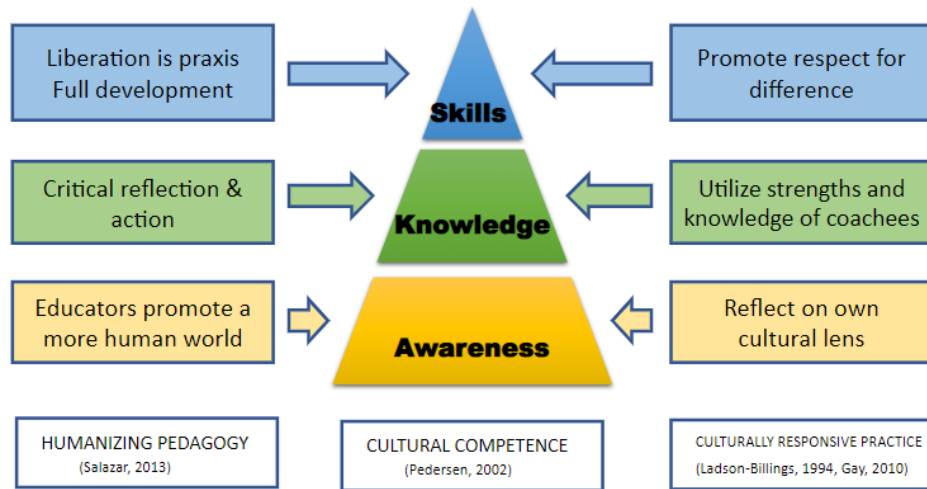 Liberation is praxis
Full development
Skills
Promote respect for
difference
Critical reflection &
action
Knowledge
Utilize strengths and
knowledge of coachees
Educators promote a
more human world
Awareness
Reflect on own
cultural lens
HUMANIZING PEDAGOGY
(Salazar, 2013)
CULTURAL COMPETENCE
(Pedersen, 2002)
CULTURALLY RESPONSIVE PRACTICE
(Ladson-Billings, 1994, Gay, 2010)